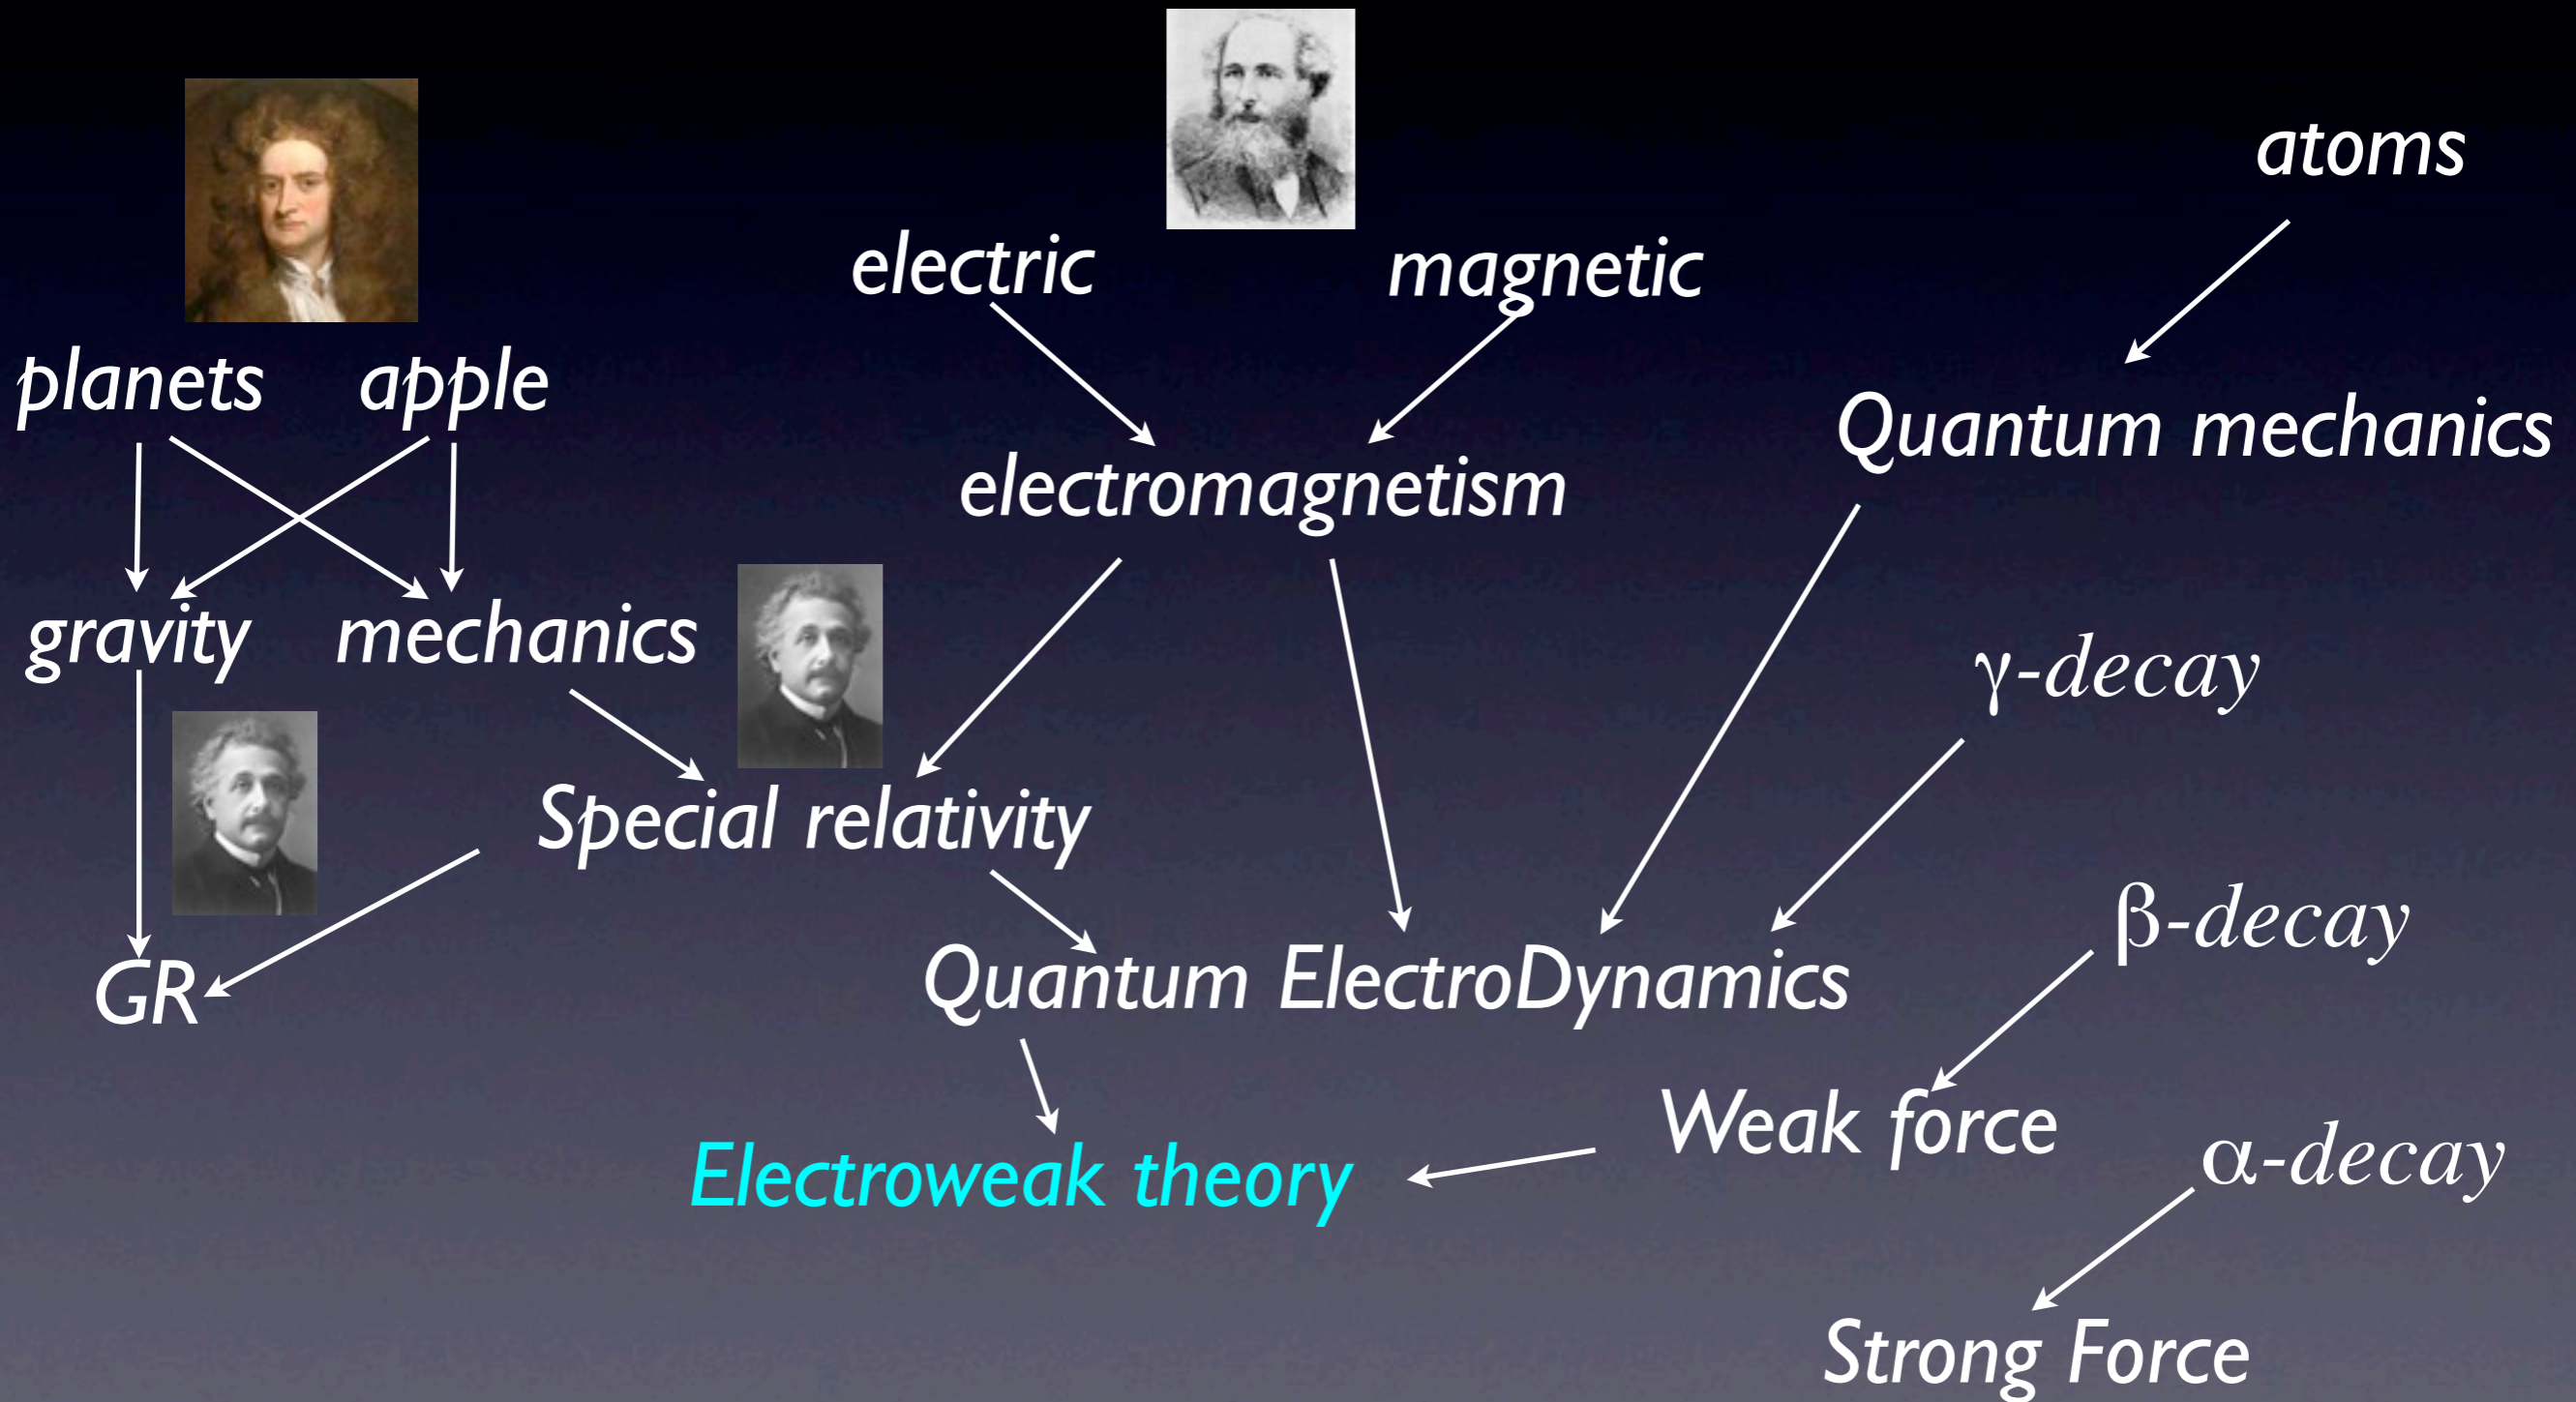 atoms
electric
magnetic
planets
apple
Quantum mechanics
electromagnetism
gravity
mechanics
γ-decay
Special relativity
β-decay
GR
Quantum ElectroDynamics
Weak force
Electroweak theory
α-decay
Strong Force